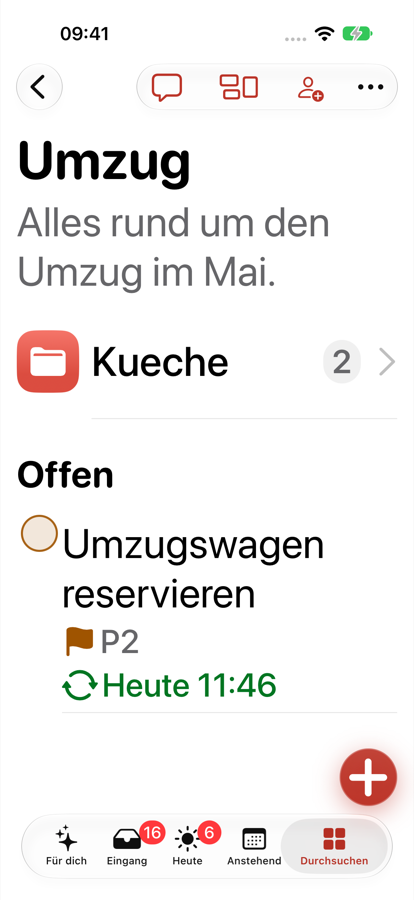 09:41
Umzug
Alles rund um den
Umzug im Mai.
Kueche 2
Offen
Umzugswagen
reservieren
P2
Heute 11:46
16 6
Für dich Eingang Heute Anstehend Durchsuchen